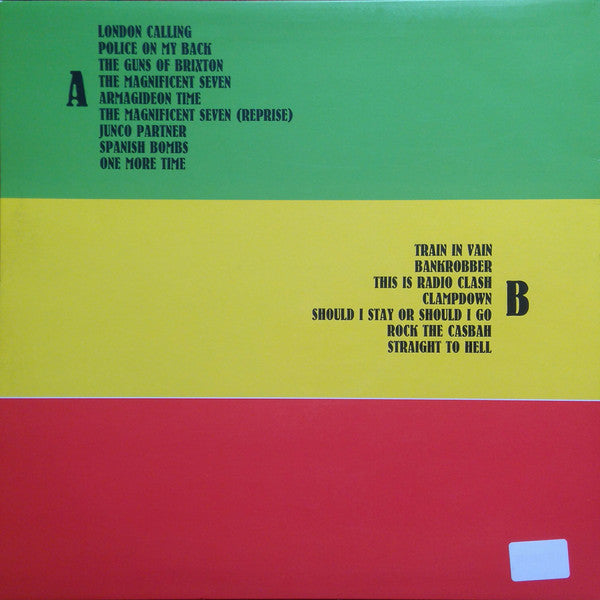 LONDON CALLING
POLICE ON MY BACK
THE GUNS OF BRIXTON
THE MAGNIFICENT SEVEN
A
ARMAGIDEON TIME
THE MAGNIFICENT SEVEN (REPRISE)
JUNCO PARTNER
SPANISH BOMBS
ONE MORE TIME
TRAIN IN VAIN
BANKROBBER
THIS IS RADIO CLASH
CLAMPDOWN
B
SHOULD I STAY OR SHOULD I GO
ROCK THE CASBAH
STRAIGHT TO HELL